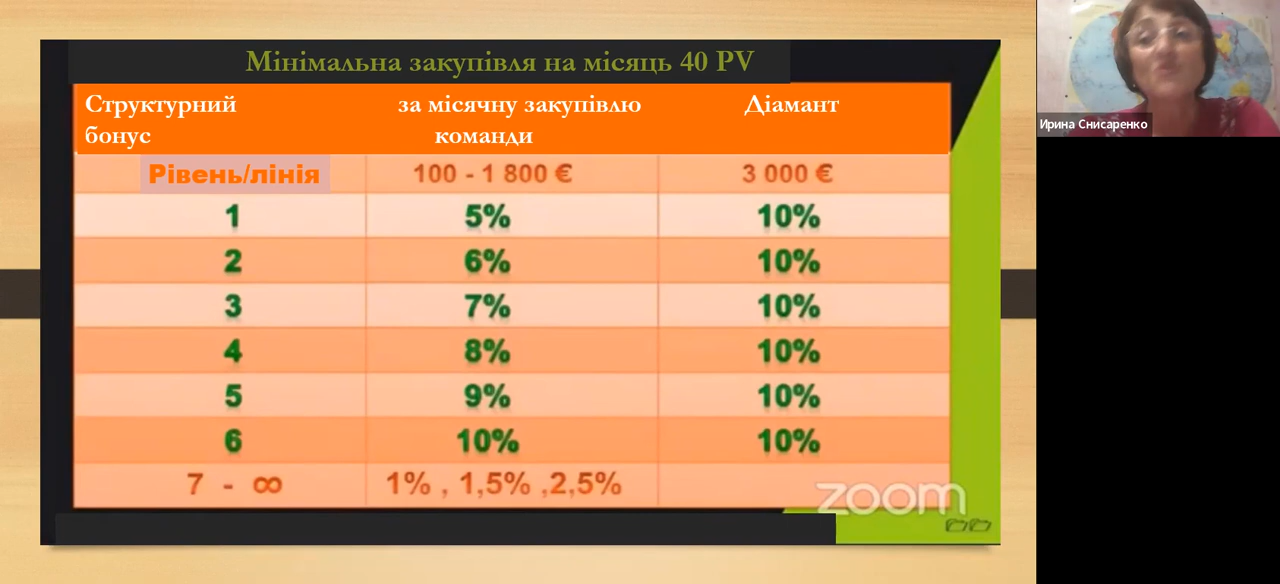 Мінімальна закупівля на місяць 40 PV
Структурний за місячну закупівлю Діамант
бонус команди
Рівень/лінія 100 - 1 800 € 3 000 €
1 5% 10%
2 6% 10%
3 7% 10%
4 8% 10%
5 9% 10%
6 10% 10%
7 - ∞ 1% , 1,5% ,2,5%
zoom
Ирина Снисаренко